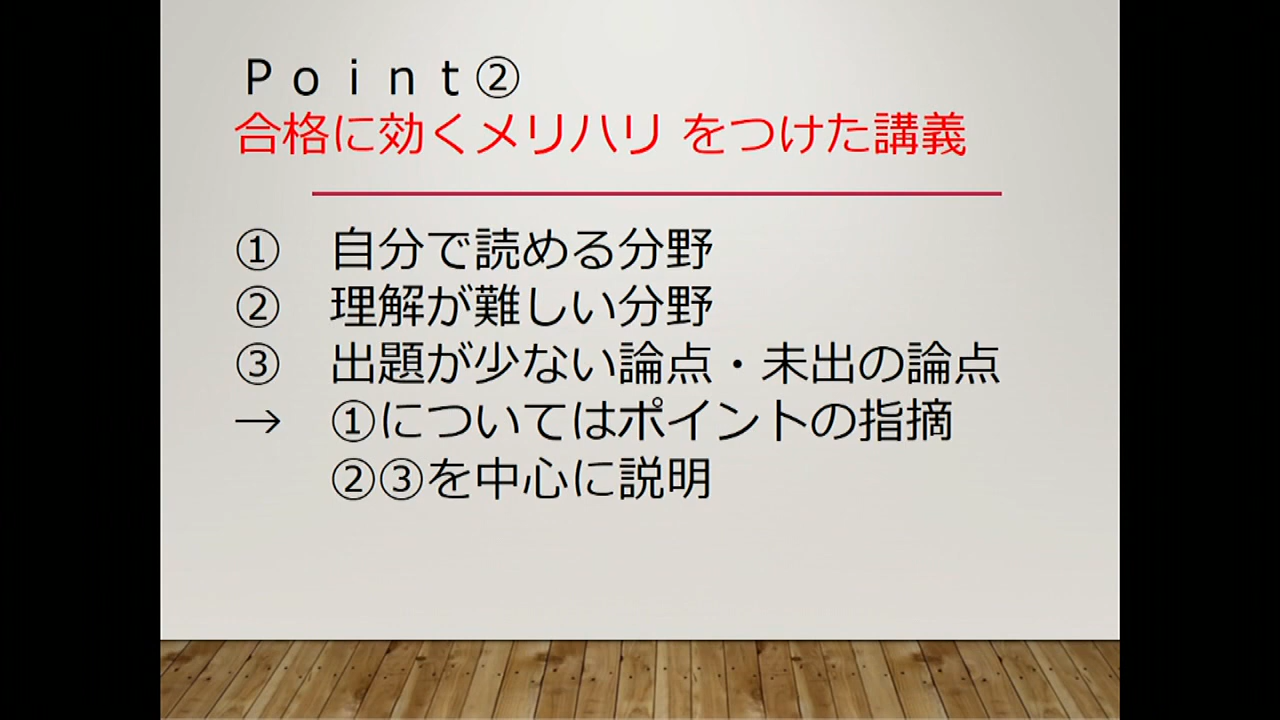 Ｐｏｉｎｔ②
合格に効くメリハリ をつけた講義
①　自分で読める分野
②　理解が難しい分野
③　出題が少ない論点・未出の論点
→　①についてはポイントの指摘
②③を中心に説明